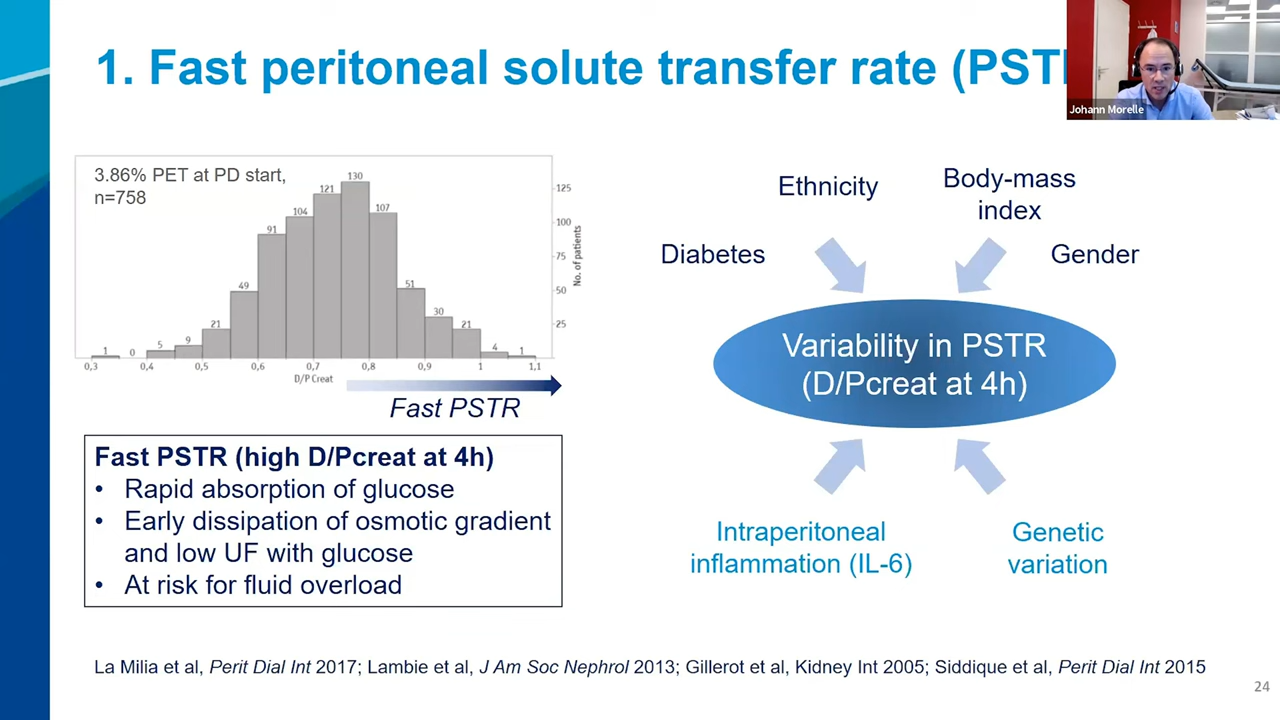 1. Fast peritoneal solute transfer rate (PST
Johann Morelle
3.86% PET at PD start,
n=758
1
0
5
9
21
49
91
104
121
130
107
51
30
21
4
1
125
100
75
50
25
No. of patients
0,3 0,4 0,5 0,6 0,7 0,8 0,9 1 1,1
D/P Creat
Fast PSTR
Fast PSTR (high D/Pcreat at 4h)
• Rapid absorption of glucose
• Early dissipation of osmotic gradient
and low UF with glucose
• At risk for fluid overload
Ethnicity
Body-mass
index
Diabetes
Gender
Variability in PSTR
(D/Pcreat at 4h)
Intraperitoneal
inflammation (IL-6)
Genetic
variation
La Milia et al, Perit Dial Int 2017; Lambie et al, J Am Soc Nephrol 2013; Gillerot et al, Kidney Int 2005; Siddique et al, Perit Dial Int 2015
24